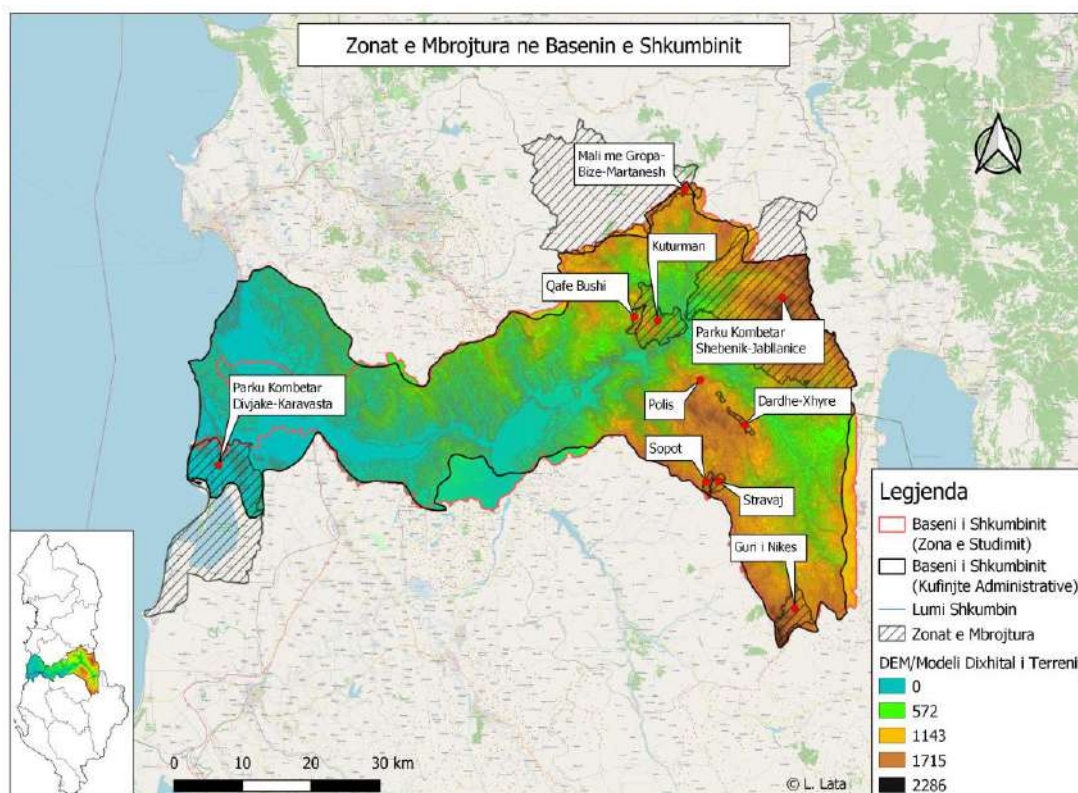 Zonat e Mbrojtura ne Basenin e Shkumbinit
N
Mali me Gropa-
Bize-Martanesh
Kuturman
Qafe Bushi
Parku Kombetar
Shebenik-Jabllanice
Parku Kombetar
Divjake-Karavasta
Polis
Dardhe-Xhyre
Sopot
Stravaj
Guri i Nikes
Legjenda
Baseni i Shkumbinit
(Zona e Studimit)
Baseni i Shkumbinit
(Kufinjte Administrative)
Lumi Shkumbin
Zonat e Mbrojtura
DEM/Modeli Dixhital i Terreni
0
572
1143
1715
2286
0 10 20 30 km
© L. Lata